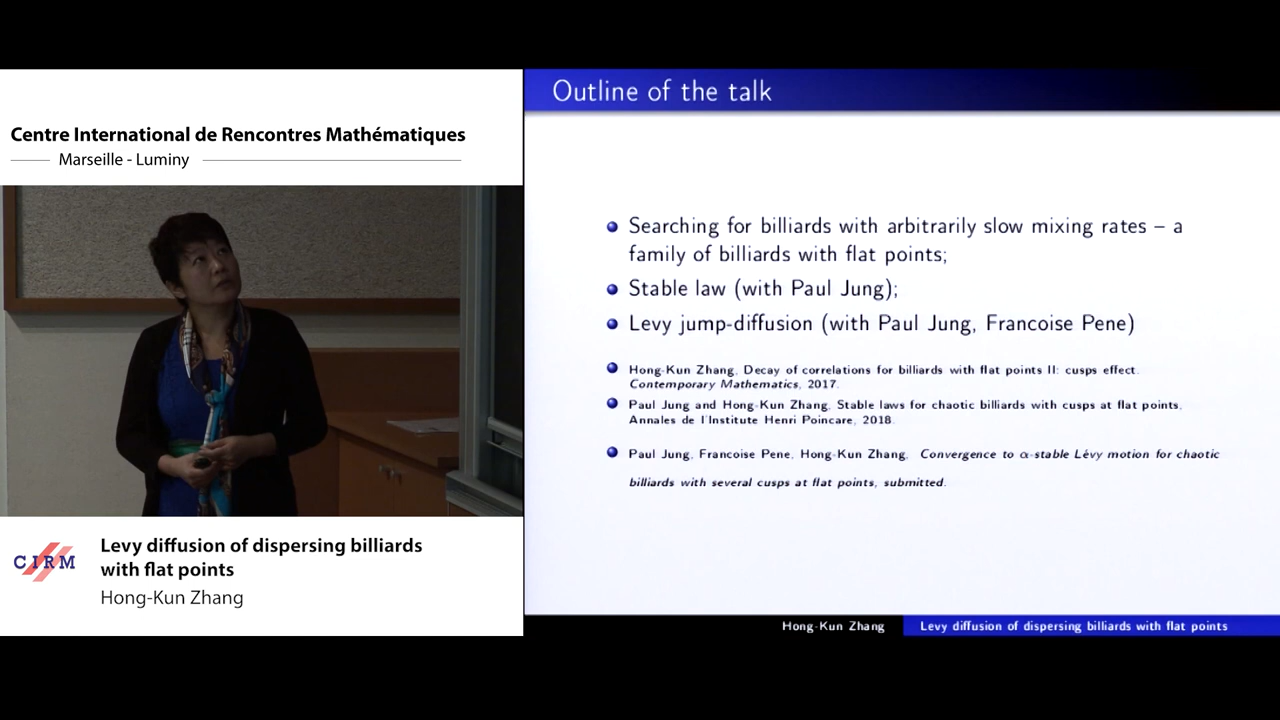 Centre International de Rencontres Mathématiques
Marseille - Luminy
CIRM
Levy diffusion of dispersing billiards
with flat points
Hong-Kun Zhang
Outline of the talk
Searching for billiards with arbitrarily slow mixing rates – a
family of billiards with flat points;
Stable law (with Paul Jung);
Levy jump-diffusion (with Paul Jung, Francoise Pene)
Hong-Kun Zhang, Decay of correlations for billiards with flat points II: cusps effect.
Contemporary Mathematics, 2017.
Paul Jung and Hong-Kun Zhang, Stable laws for chaotic billiards with cusps at flat points,
Annales de l'Institute Henri Poincare, 2018.
Paul Jung, Francoise Pene, Hong-Kun Zhang, Convergence to α-stable Lévy motion for chaotic
billiards with several cusps at flat points, submitted.
Hong-Kun Zhang
Levy diffusion of dispersing billiards with flat points